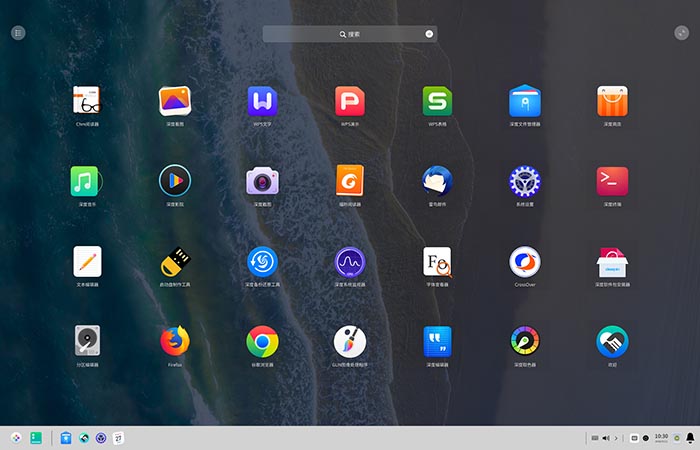 搜索
Chm阅读器
深度看图
WPS文字
WPS演示
WPS表格
深度文件管理器
深度商店
深度音乐
深度影院
深度截图
福昕阅读器
雷鸟邮件
系统设置
深度终端
文本编辑器
启动盘制作工具
深度备份还原工具
深度系统监视器
字体查看器
CrossOver
深度软件包安装器
分区编辑器
Firefox
谷歌浏览器
GLIM图像处理程序
深度编辑器
深度取色器
欢迎
27
10:30